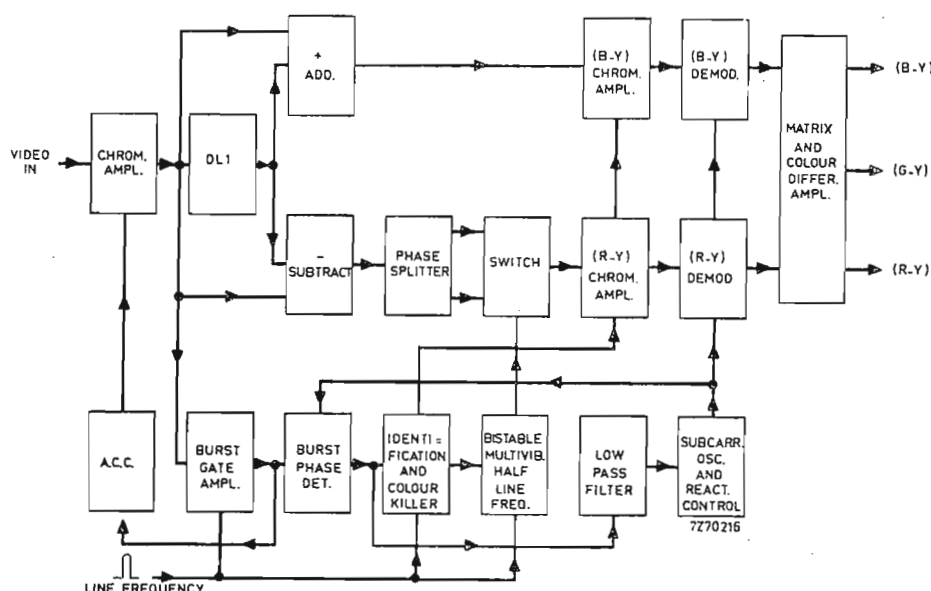 +
ADD.
(B-Y)
CHROM.
AMPL.
(B-Y)
DEMOD.
(B-Y)
VIDEO
IN
CHROM.
AMPL.
DL1
MATRIX
AND
COLOUR
DIFFER.
AMPL.
(G-Y)
-
SUBTRACT
PHASE
SPLITTER
SWITCH
(R-Y)
CHROM.
AMPL.
(R-Y)
DEMOD
(R-Y)
A.C.C.
BURST
GATE
AMPL.
BURST
PHASE
DET.
IDENTI=
FICATION
AND
COLOUR
KILLER
BISTABLE
MULTIVIB.
HALF
LINE
FREQ.
LOW
PASS
FILTER
SUBCARR.
OSC.
AND
REACT.
CONTROL
7Z70216
LINE FREQUENCY